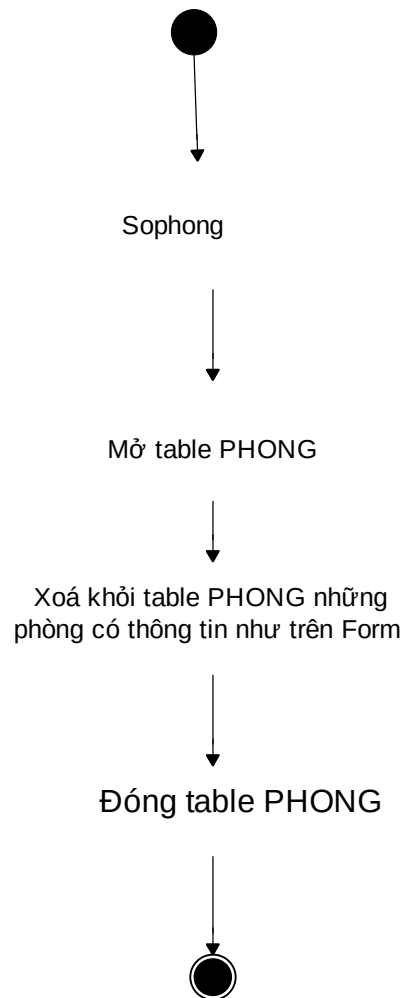 Sophong
Mở table PHONG
Xoá khỏi table PHONG những
phòng có thông tin như trên Form
Đóng table PHONG